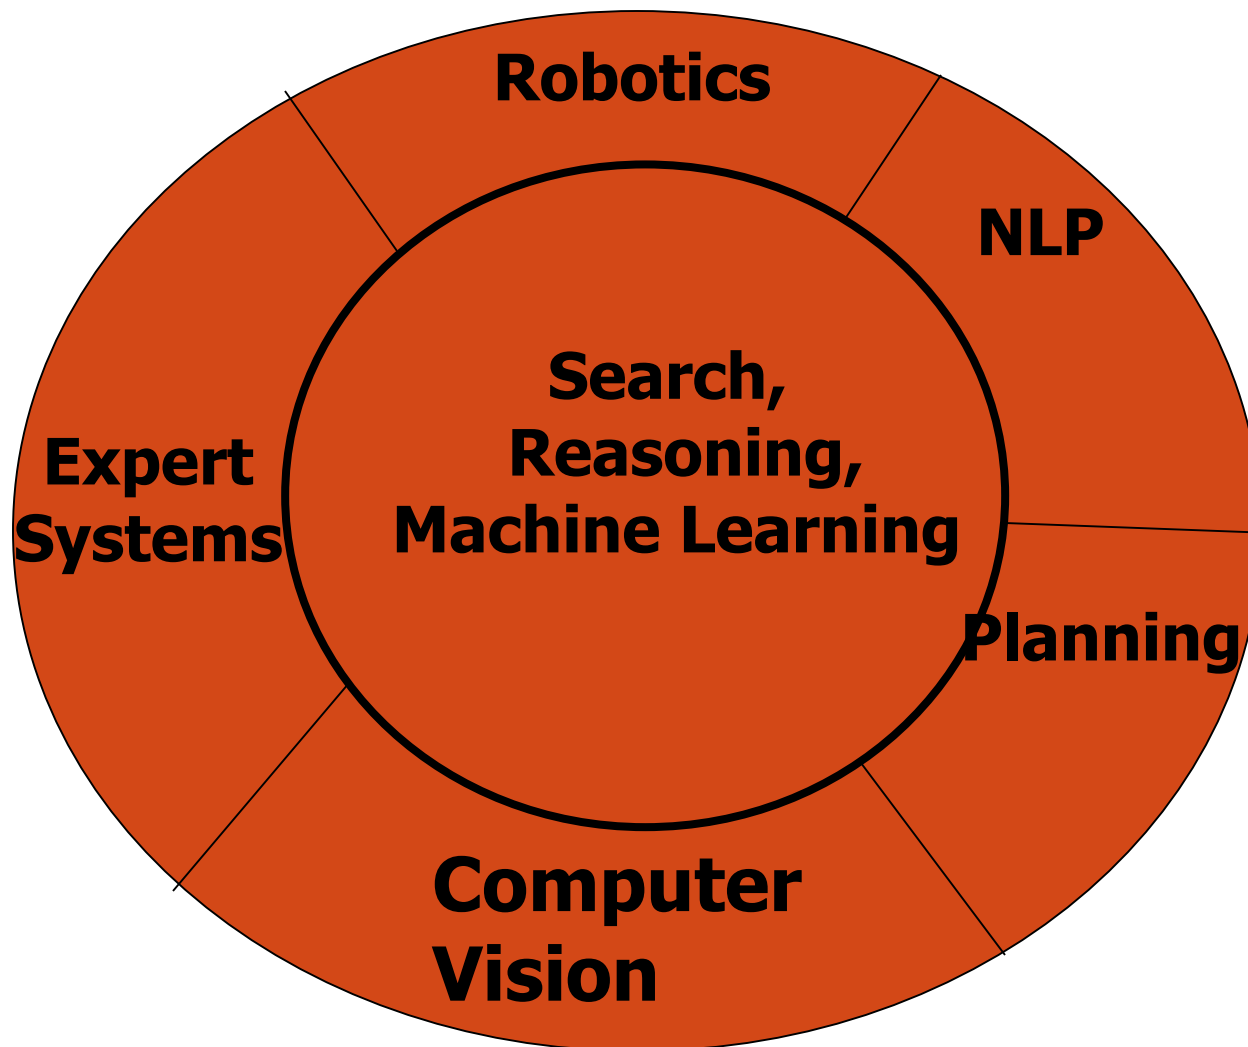 Robotics
NLP
Search,
Reasoning,
Machine Learning
Expert
Systems
Planning
Computer
Vision